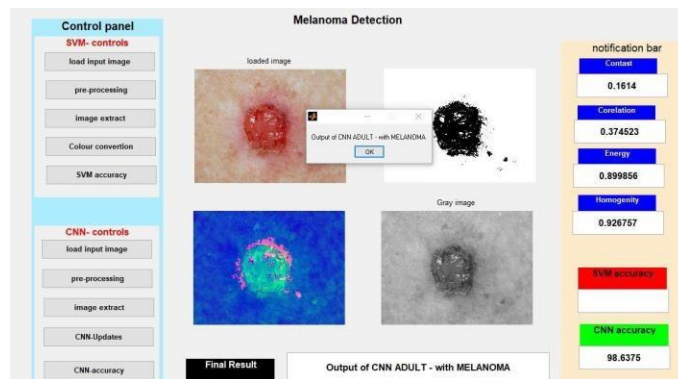 Melanoma Detection
Control panel
SVM- controls
load input image
pre-processing
image extract
Colour convertion
SVM accuracy
CNN- controls
load input image
pre-processing
image extract
CNN-Updates
CNN-accuracy
loaded image
Output of CNN ADULT - with MELANOMA
OK
Gray image
Final Result
Output of CNN ADULT - with MELANOMA
notification bar
Contast
0.1614
Corelation
0.374523
Energy
0.899856
Homogenity
0.926757
SVM accuracy
CNN accuracy
98.6375